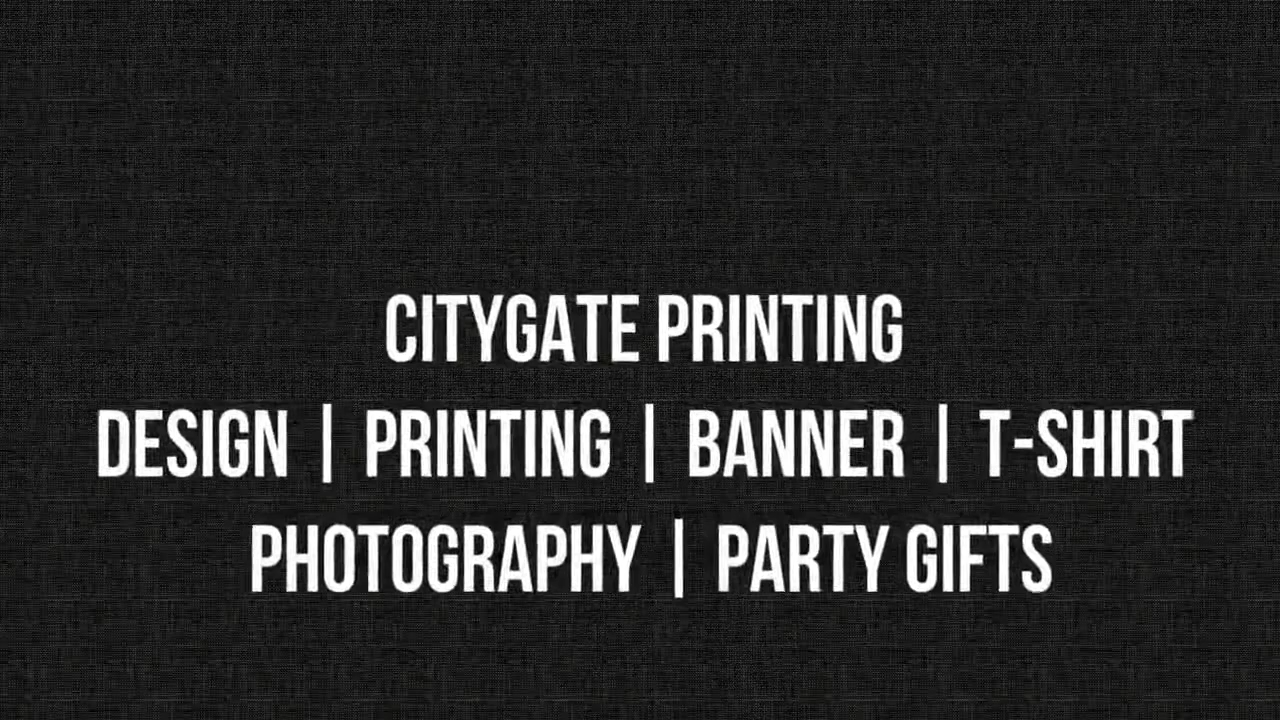 CITYGATE PRINTING
DESIGN | PRINTING | BANNER | T-SHIRT
PHOTOGRAPHY | PARTY GIFTS